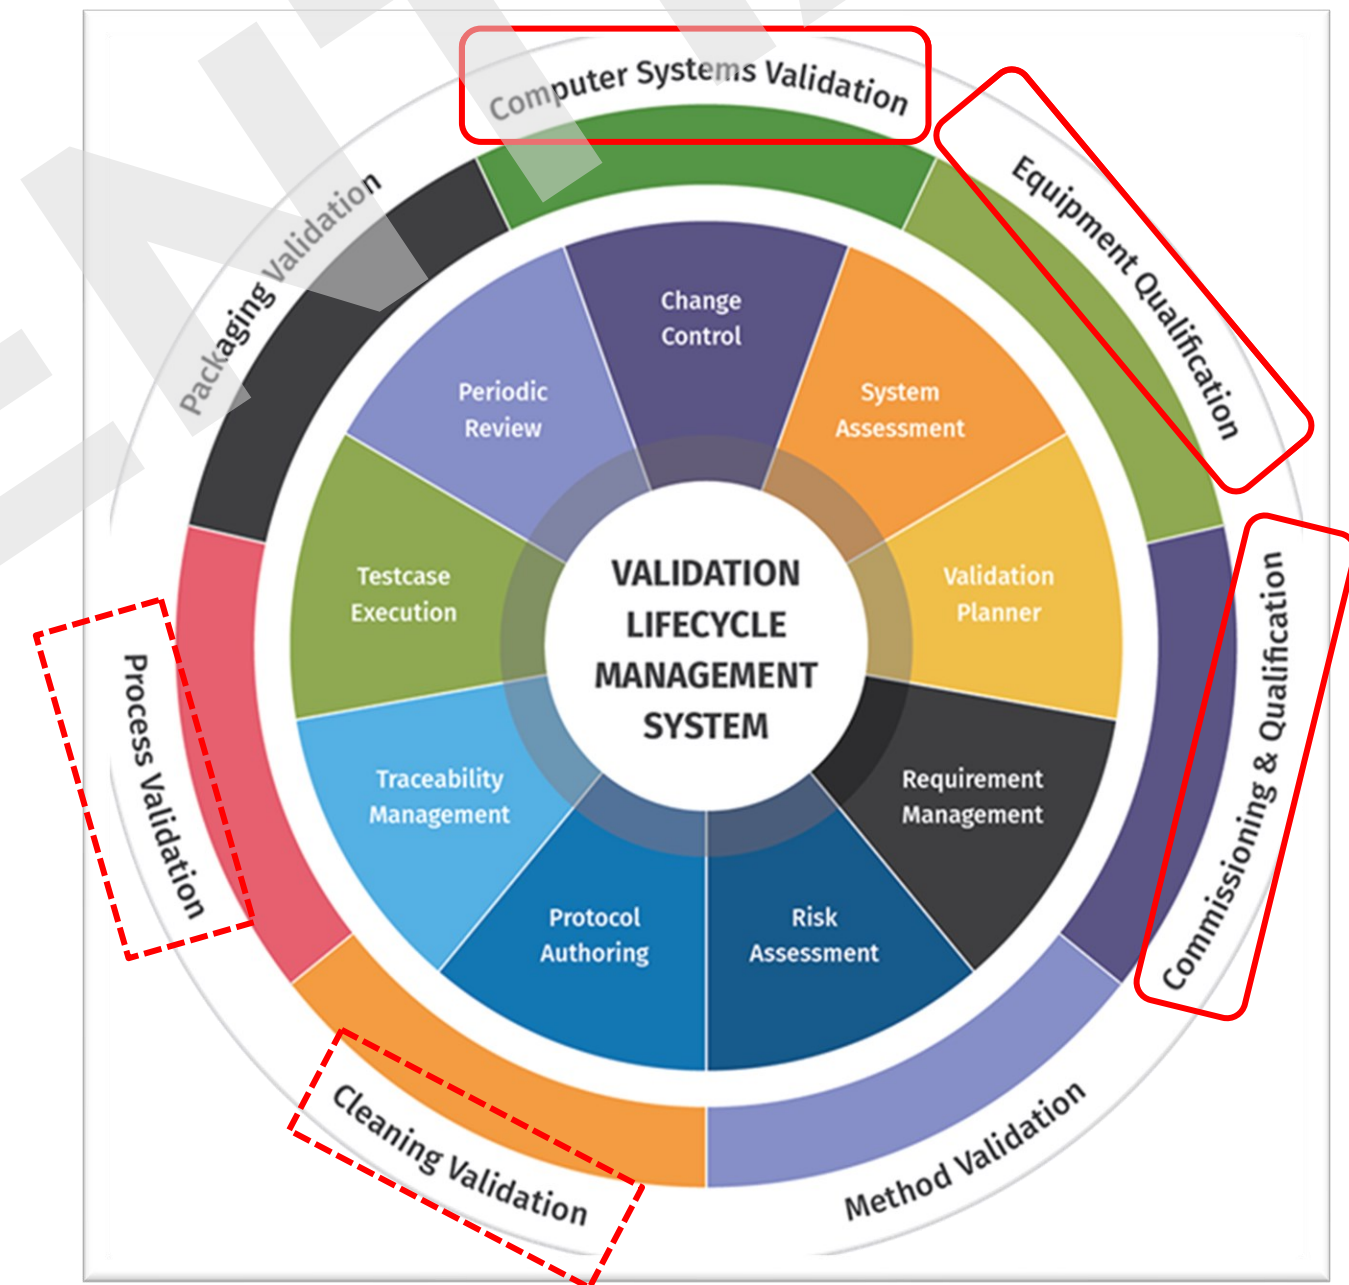 Computer Systems Validation
Equipment Qualification
Commissioning & Qualification
Method Validation
Cleaning Validation
Process Validation
Packaging Validation
Change
Control
System
Assessment
Validation
Planner
Requirement
Management
Risk
Assessment
Protocol
Authoring
Traceability
Management
Testcase
Execution
Periodic
Review
VALIDATION
LIFECYCLE
MANAGEMENT
SYSTEM